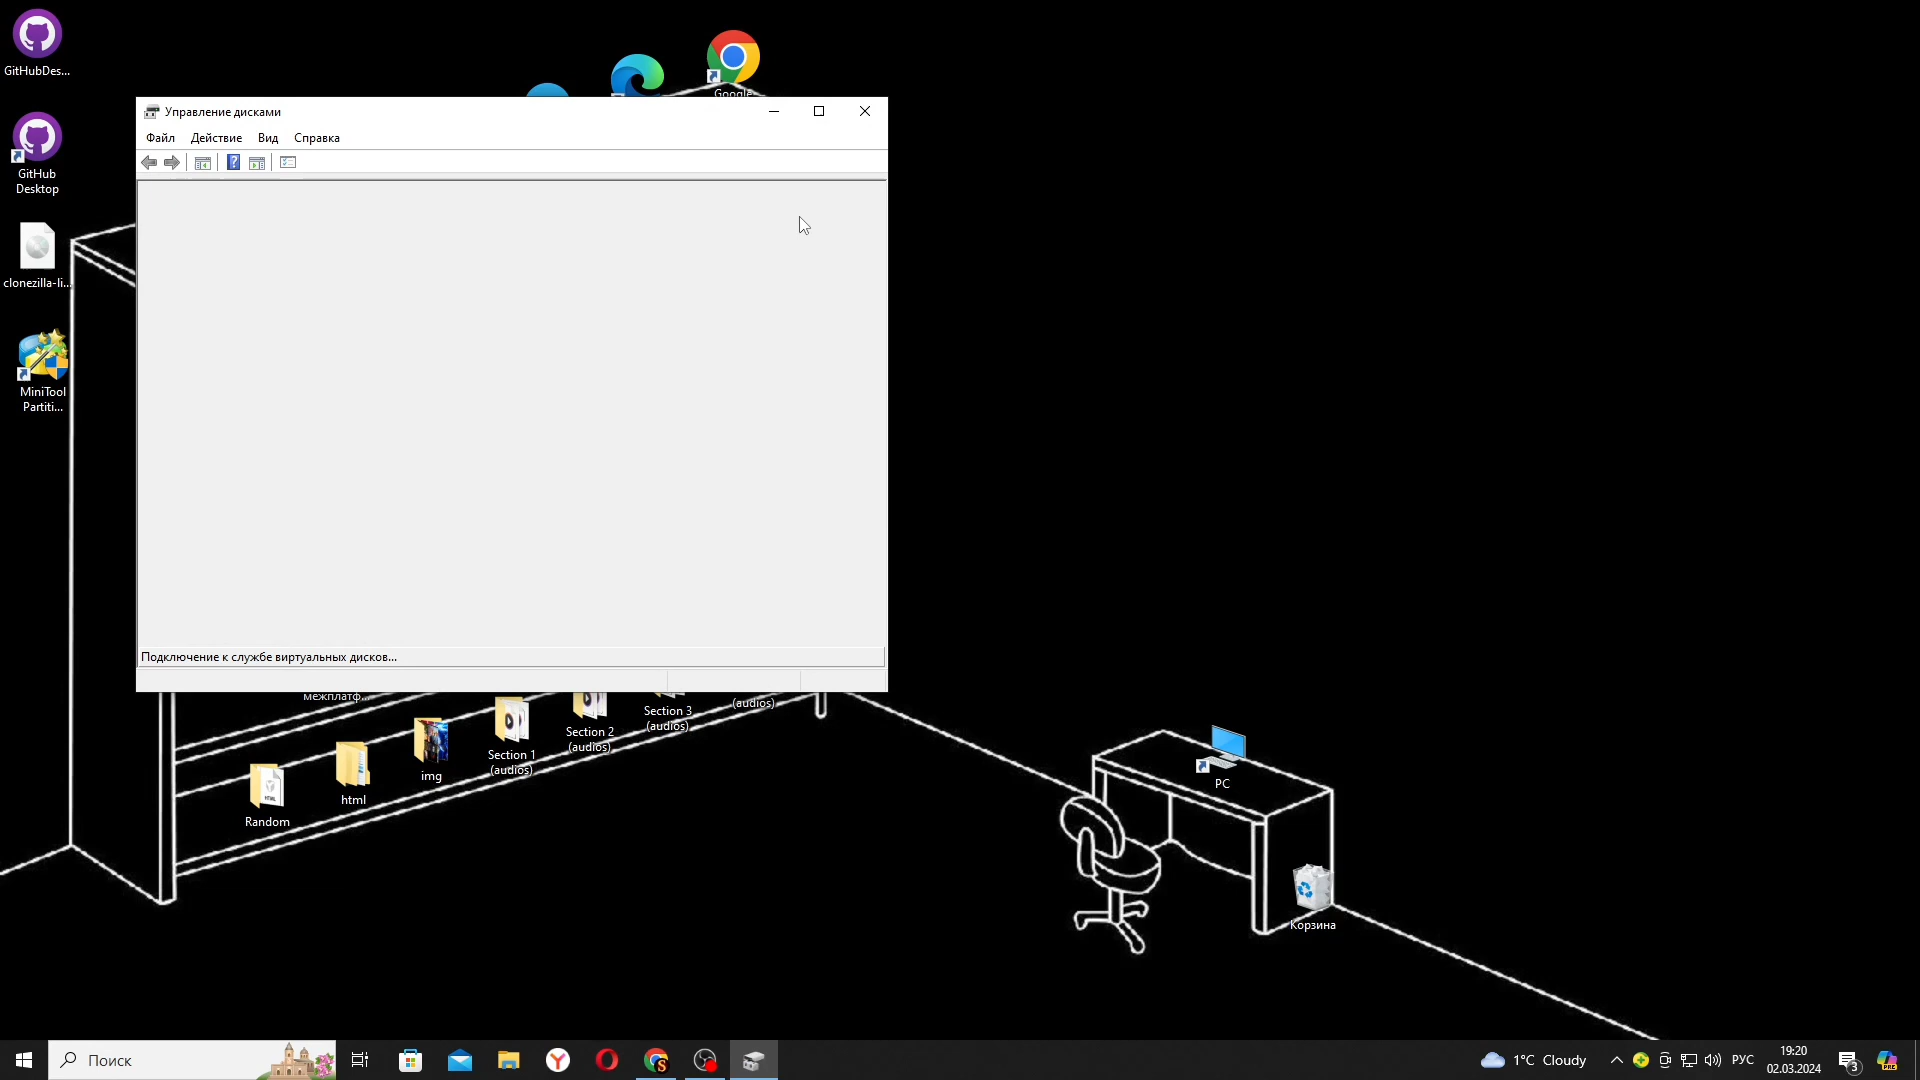 GitHubDes...
GitHub
Desktop
clonezilla-li...
MiniTool
Partiti...
Google
Управление дисками
Файл
Действие
Вид
Справка
Подключение к службе виртуальных дисков...
межплатф...
Section 3
(audios)
(audios)
Section 2
(audios)
Section 1
(audios)
img
html
Random
PC
Корзина
Поиск
1°C Cloudy
РУС
19:20
02.03.2024
3